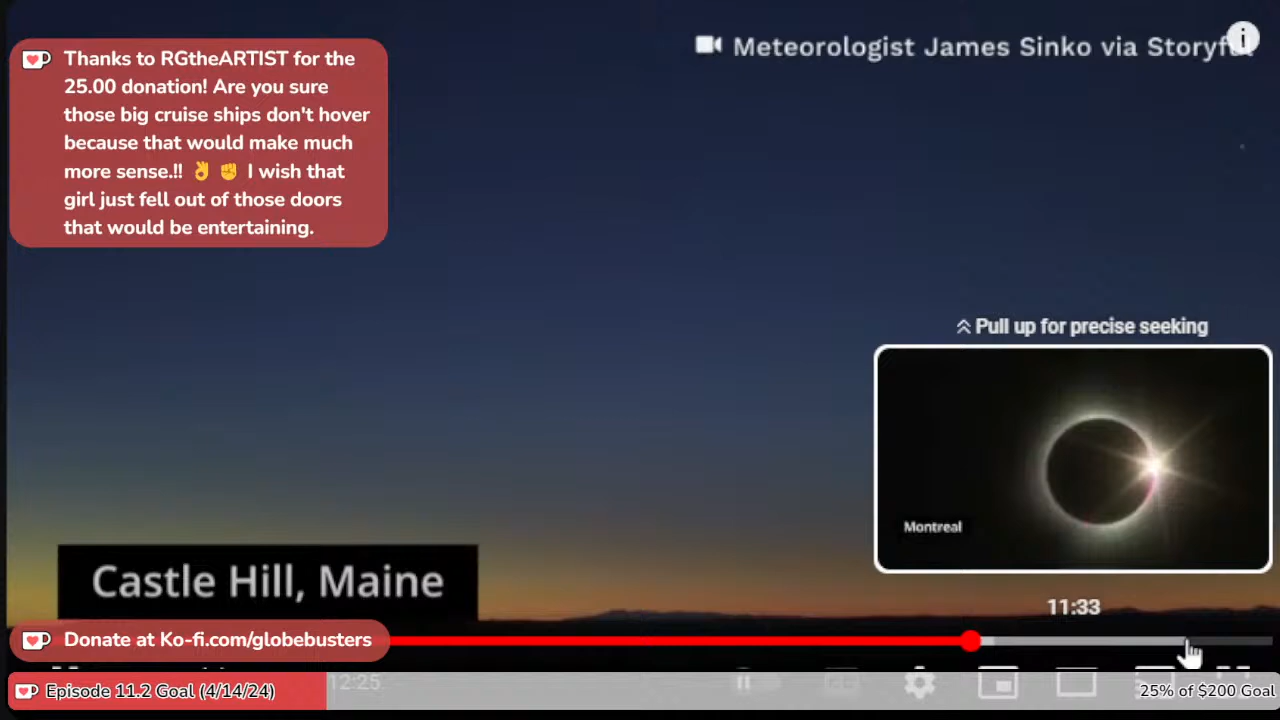 Meteorologist James Sinko via Storyful
Thanks to RGtheARTIST for the
25.00 donation! Are you sure
those big cruise ships don't hover
because that would make much
more sense.!! 👌 ✊ I wish that
girl just fell out of those doors
that would be entertaining.
Pull up for precise seeking
Montreal
Castle Hill, Maine
11:33
Donate at Ko-fi.com/globebusters
12:25
Episode 11.2 Goal (4/14/24)
25% of $200 Goal